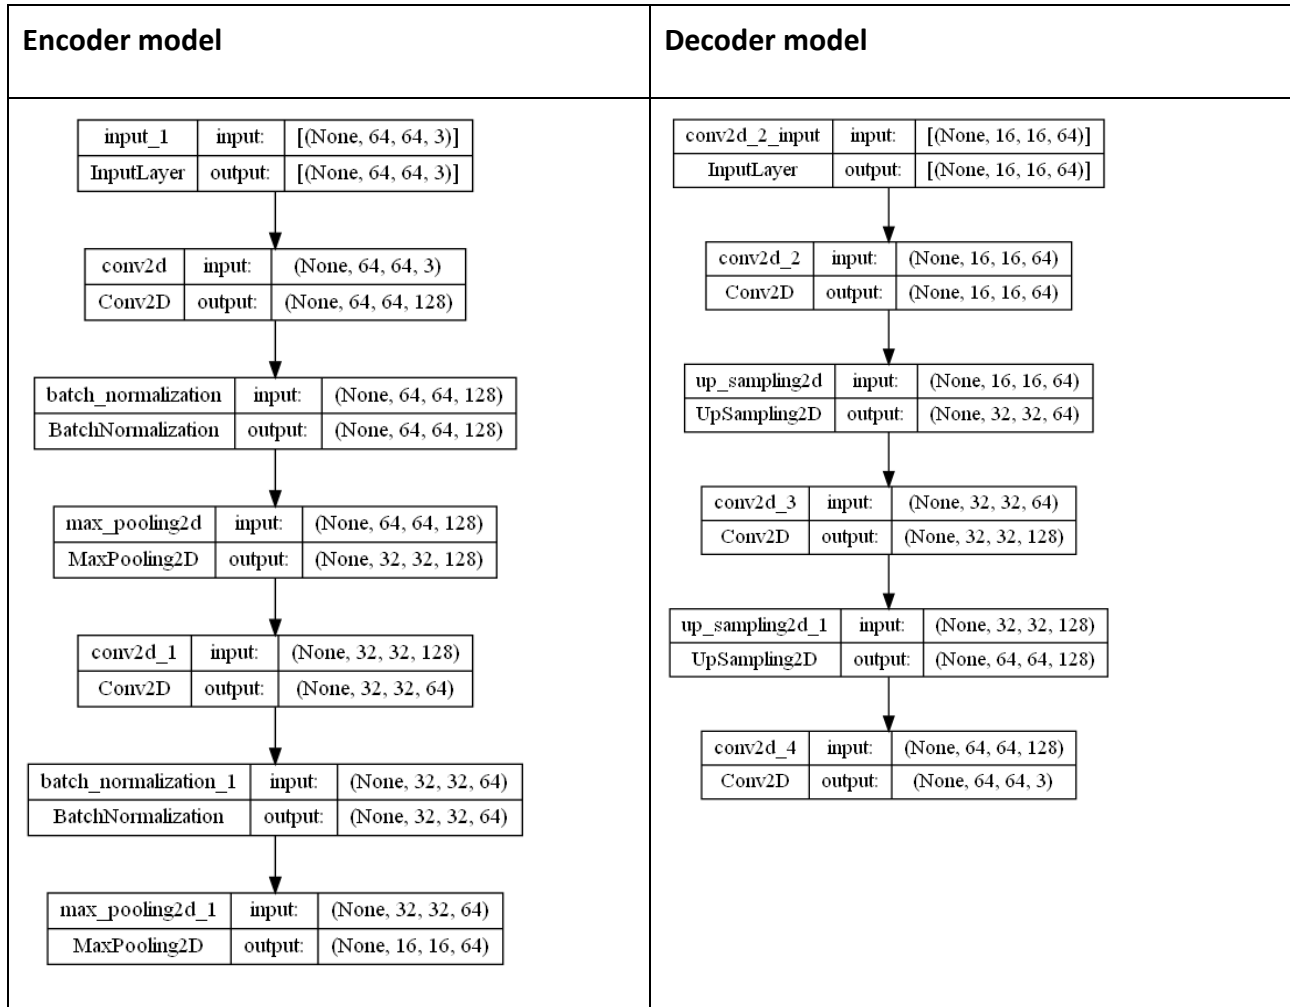 Encoder model
Decoder model
input_1 input: [(None, 64, 64, 3)]
InputLayer output: [(None, 64, 64, 3)]
conv2d input: (None, 64, 64, 3)
Conv2D output: (None, 64, 64, 128)
batch_normalization input: (None, 64, 64, 128)
BatchNormalization output: (None, 64, 64, 128)
max_pooling2d input: (None, 64, 64, 128)
MaxPooling2D output: (None, 32, 32, 128)
conv2d_1 input: (None, 32, 32, 128)
Conv2D output: (None, 32, 32, 64)
batch_normalization_1 input: (None, 32, 32, 64)
BatchNormalization output: (None, 32, 32, 64)
max_pooling2d_1 input: (None, 32, 32, 64)
MaxPooling2D output: (None, 16, 16, 64)
conv2d_2_input input: [(None, 16, 16, 64)]
InputLayer output: [(None, 16, 16, 64)]
conv2d_2 input: (None, 16, 16, 64)
Conv2D output: (None, 16, 16, 64)
up_sampling2d input: (None, 16, 16, 64)
UpSampling2D output: (None, 32, 32, 64)
conv2d_3 input: (None, 32, 32, 64)
Conv2D output: (None, 32, 32, 128)
up_sampling2d_1 input: (None, 32, 32, 128)
UpSampling2D output: (None, 64, 64, 128)
conv2d_4 input: (None, 64, 64, 128)
Conv2D output: (None, 64, 64, 3)